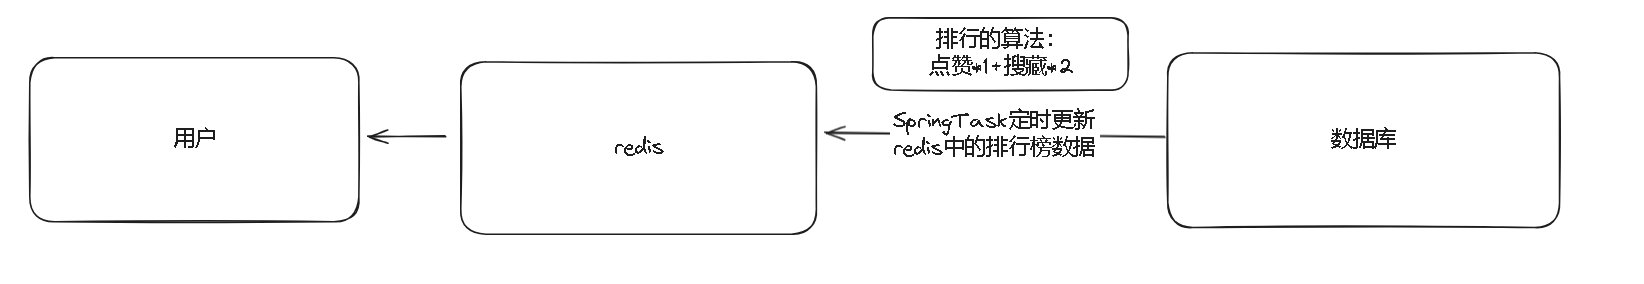 排行的算法：
点赞*1+搜藏*2
用户
redis
SpringTask定时更新
redis中的排行榜数据
数据库